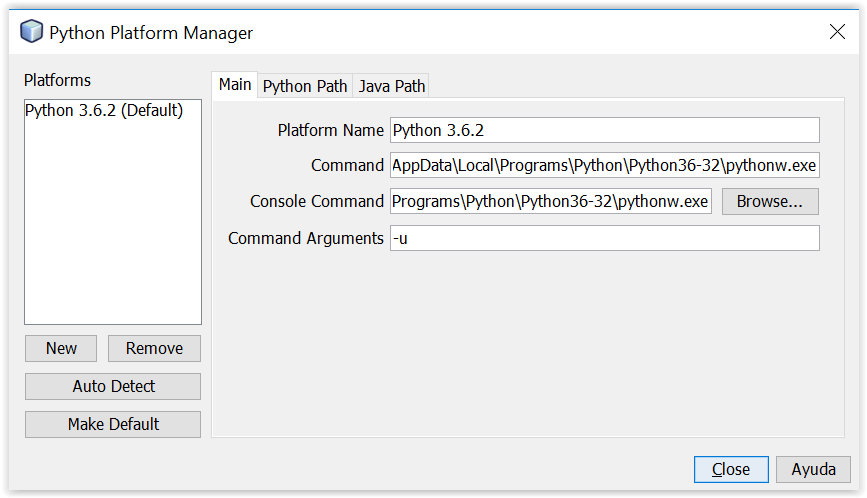 Python Platform Manager
Platforms
Python 3.6.2 (Default)
New
Remove
Auto Detect
Make Default
Main
Python Path
Java Path
Platform Name
Python 3.6.2
Command
AppData\Local\Programs\Python\Python36-32\pythonw.exe
Console Command
Programs\Python\Python36-32\pythonw.exe
Browse...
Command Arguments
-u
Close
Ayuda